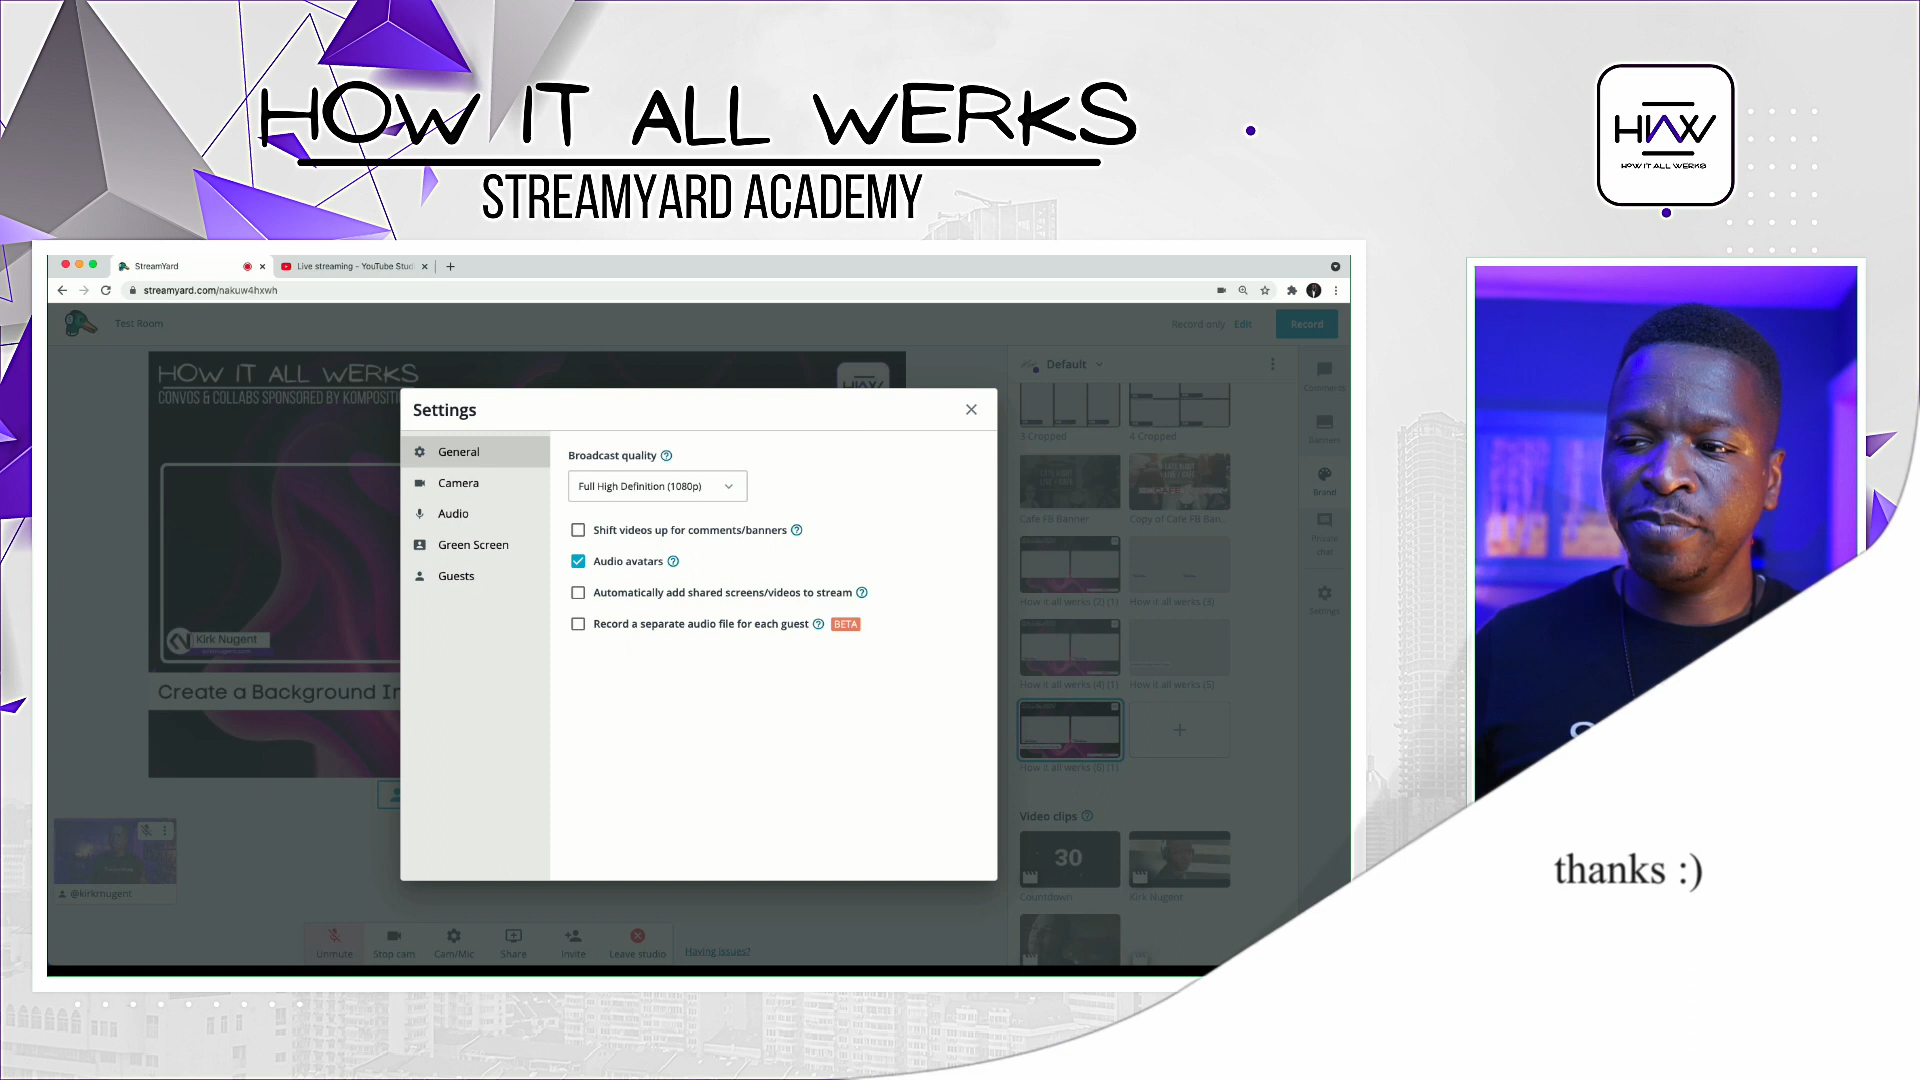 HOW IT ALL WERKS
STREAMYARD ACADEMY
HIAW
HOW IT ALL WERKS
StreamYard
Live streaming - YouTube Stud
streamyard.com/nakuw4hxwh
Test Room
Record only Edit Record
HOW IT ALL WERKS
CONVOS & COLLABS SPONSORED BY KOMPOSITI
Kirk Nugent
Create a Background
Settings
General
Camera
Audio
Green Screen
Guests
Broadcast quality
Full High Definition (1080p)
Shift videos up for comments/banners
Audio avatars
Automatically add shared screens/videos to stream
Record a separate audio file for each guest BETA
Default
3 Cropped 4 Cropped
Cafe FB Banner Copy of Cafe FB Ban...
How it all werks (2) (1) How it all werks (3)
How it all werks (4) (1) How it all werks (5)
How it all werks (6) (1)
Video clips
30
Countdown Kirk Nugent
Comments
Banners
Brand
Private
chat
Settings
@kirkrnugent
Unmute Stop cam Cam/Mic Share Invite Leave studio Having issues?
thanks :)